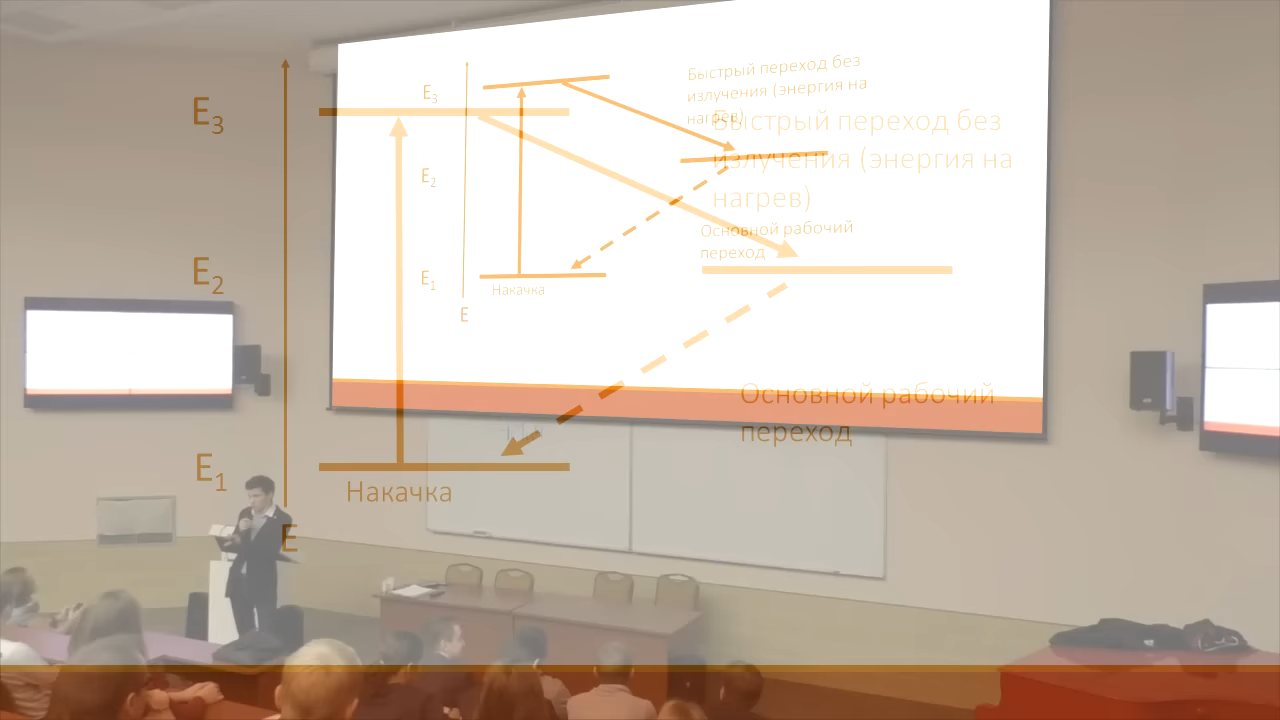 E3
E2
E1
E
Накачка
Быстрый переход без
излучения (энергия на
нагрев)
Основной рабочий
переход
E3
E2
E1
E
Накачка
Быстрый переход без
излучения (энергия на
нагрев)
Основной рабочий
переход